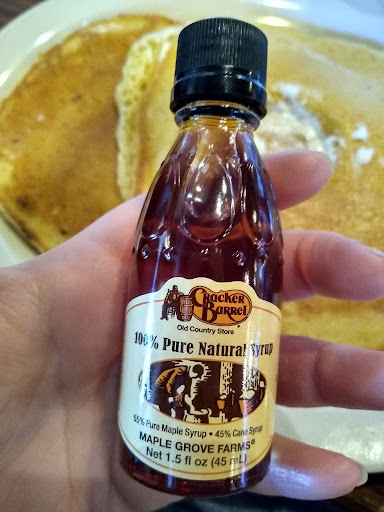 Cracker
Barrel
Old Country Store®
100% Pure Natural Syrup
55% Pure Maple Syrup • 45% Cane Syrup
MAPLE GROVE FARMS®
Net 1.5 fl oz (45 mL)